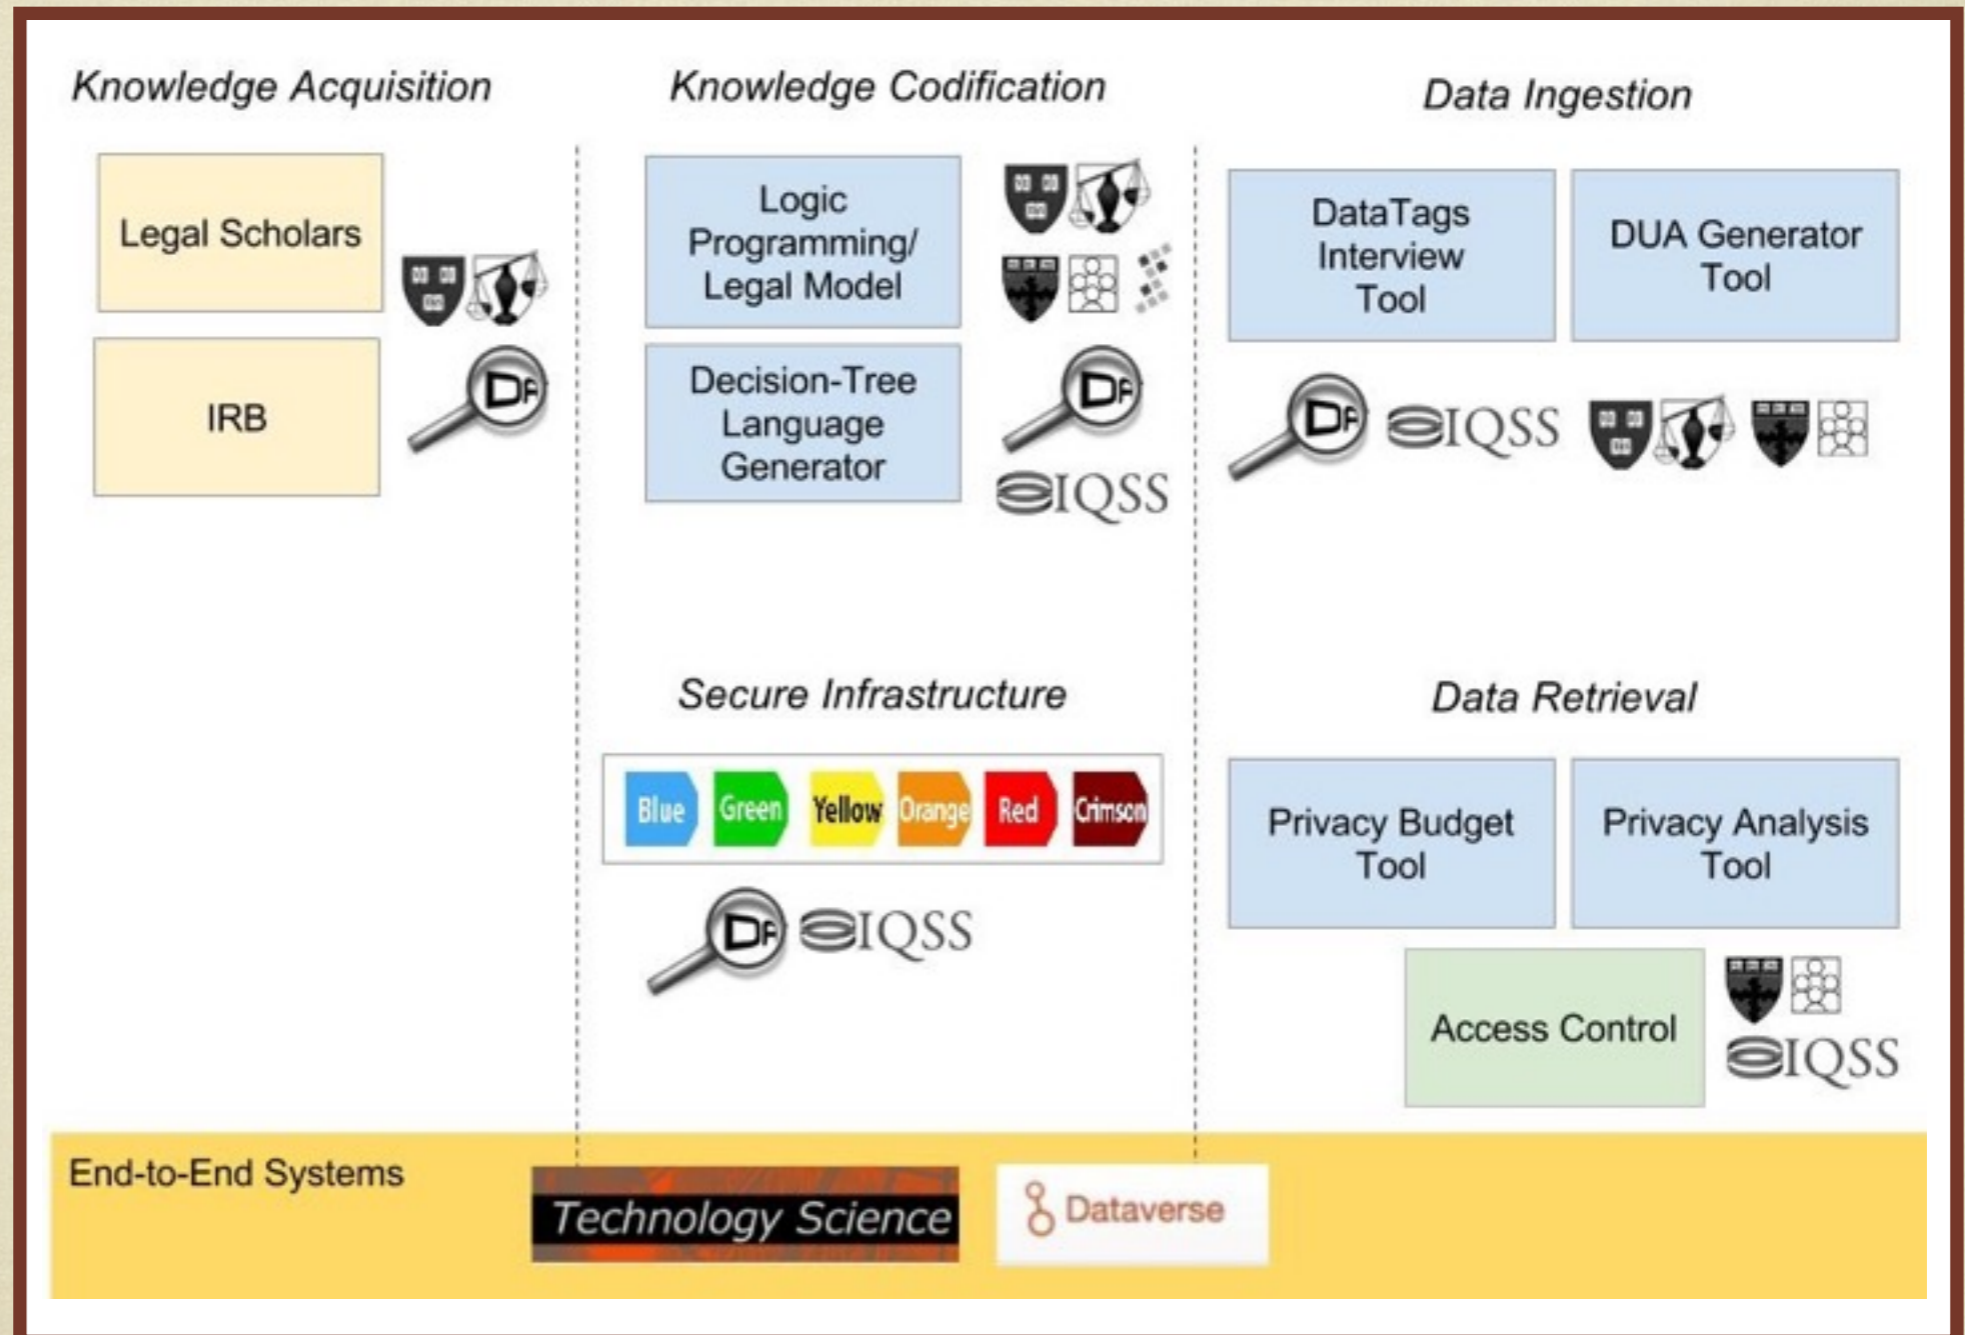 Knowledge Acquisition
Legal Scholars
IRB
Knowledge Codification
Logic
Programming/
Legal Model
Decision-Tree
Language
Generator
IQSS
Data Ingestion
DataTags
Interview
Tool
DUA Generator
Tool
IQSS
Secure Infrastructure
Blue
Green
Yellow
Orange
Red
Crimson
IQSS
Data Retrieval
Privacy Budget
Tool
Privacy Analysis
Tool
Access Control
IQSS
End-to-End Systems
Technology Science
Dataverse